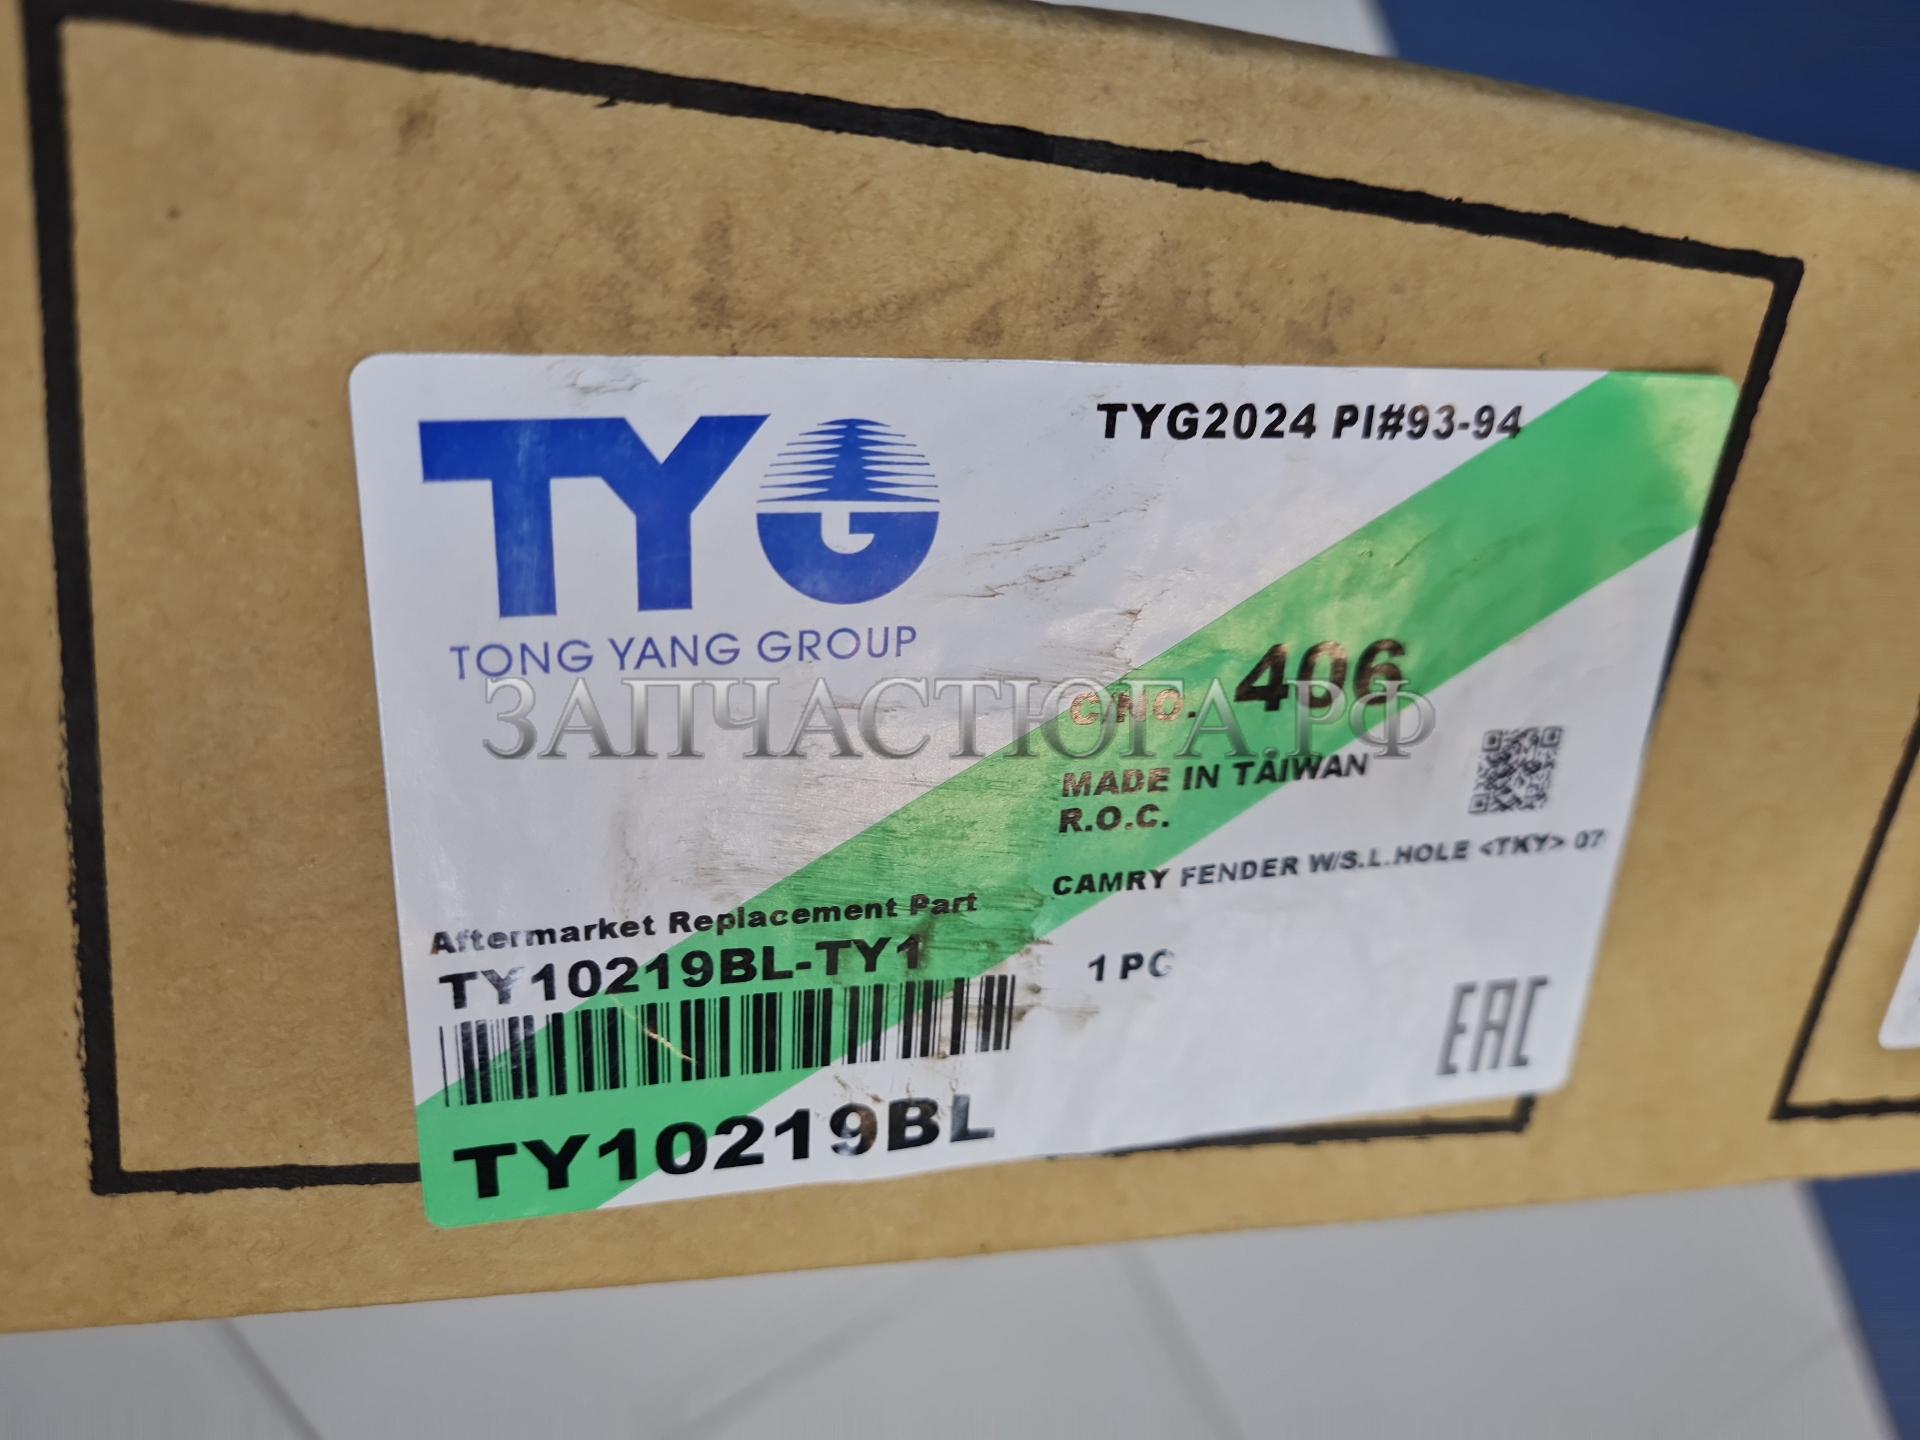 TYG
TONG YANG GROUP
TYG2024 PI#93-94
C/NO. 406
MADE IN TAIWAN
R.O.C.
CAMRY FENDER W/S.L.HOLE <TKY> 07
Aftermarket Replacement Part
TY10219BL-TY1
1 PC
TY10219BL
EAC
ЗАПЧАСТЮГА.РФ